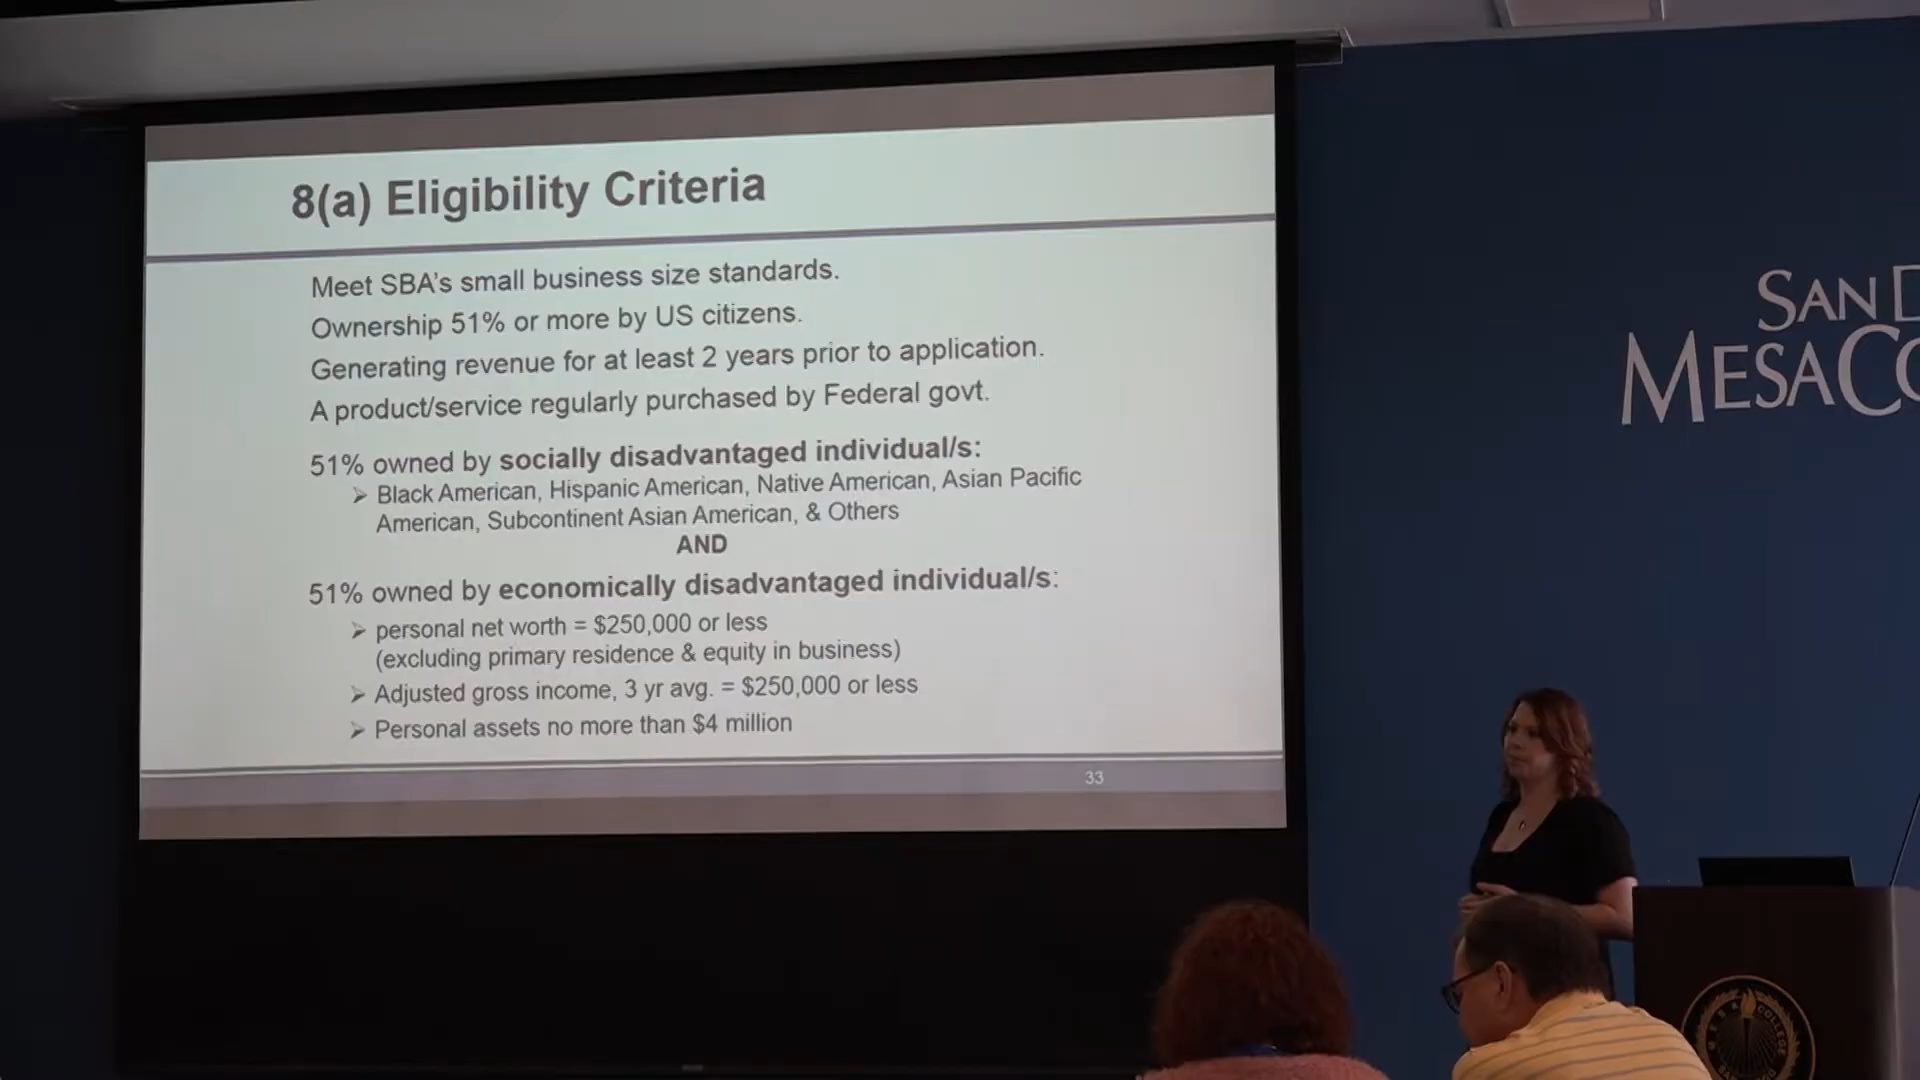 8(a) Eligibility Criteria
Meet SBA's small business size standards.
Ownership 51% or more by US citizens.
Generating revenue for at least 2 years prior to application.
A product/service regularly purchased by Federal govt.
51% owned by socially disadvantaged individual/s:
➢ Black American, Hispanic American, Native American, Asian Pacific
American, Subcontinent Asian American, & Others
AND
51% owned by economically disadvantaged individual/s:
➢ personal net worth = $250,000 or less
(excluding primary residence & equity in business)
➢ Adjusted gross income, 3 yr avg. = $250,000 or less
➢ Personal assets no more than $4 million
33
SAN D
MESA CO
MESA COLLEGE